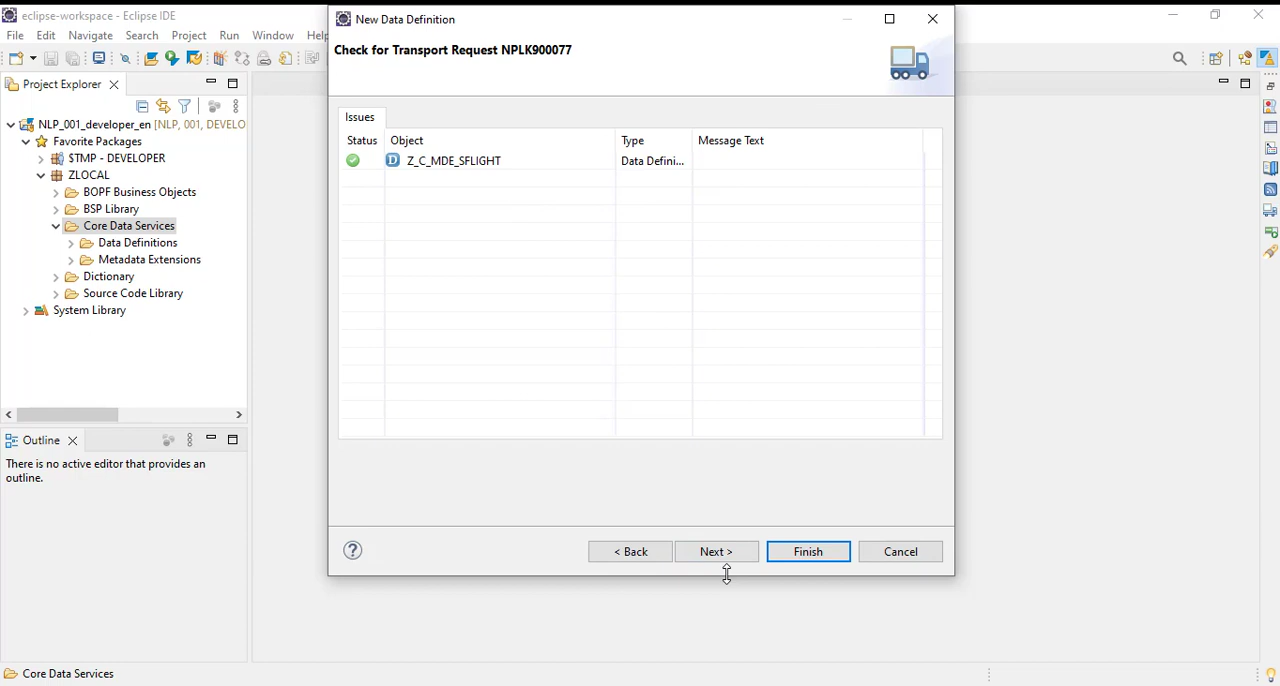 eclipse-workspace - Eclipse IDE
File Edit Navigate Search Project Run Window Help
New Data Definition
Check for Transport Request NPLK900077
Issues
Status Object Type Message Text
Z_C_MDE_SFLIGHT Data Defini...
< Back Next > Finish Cancel
Project Explorer
NLP_001_developer_en [NLP, 001, DEVELO
Favorite Packages
$TMP - DEVELOPER
ZLOCAL
BOPF Business Objects
BSP Library
Core Data Services
Data Definitions
Metadata Extensions
Dictionary
Source Code Library
System Library
Outline
There is no active editor that provides an
outline.
Core Data Services